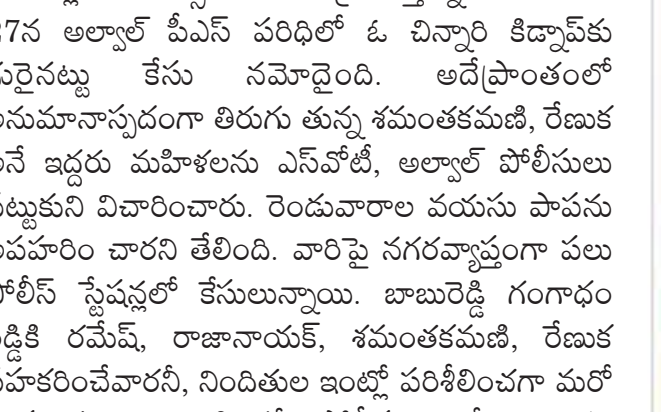 27న అల్వాల్ పీఎస్ పరిధిలో ఓ చిన్నారి కిడ్నాప్‌కు
గురైనట్టు కేసు నమోదైంది. అదేప్రాంతంలో
అనుమానాస్పదంగా తిరుగు తున్న శమంతకమణి, రేణుక
అనే ఇద్దరు మహిళలను ఎస్‌వోటీ, అల్వాల్ పోలీసులు
పట్టుకుని విచారించారు. రెండువారాల వయసు పాపను
అపహరిం చారని తేలింది. వారిపై నగరవ్యాప్తంగా పలు
పోలీస్ స్టేషన్లలో కేసులున్నాయి. బాబురెడ్డి గంగాధం
రెడ్డికి రమేష్, రాజానాయక్, శమంతకమణి, రేణుక
సహకరించేవారనీ, నిందితుల ఇంట్లో పరిశీలించగా మరో